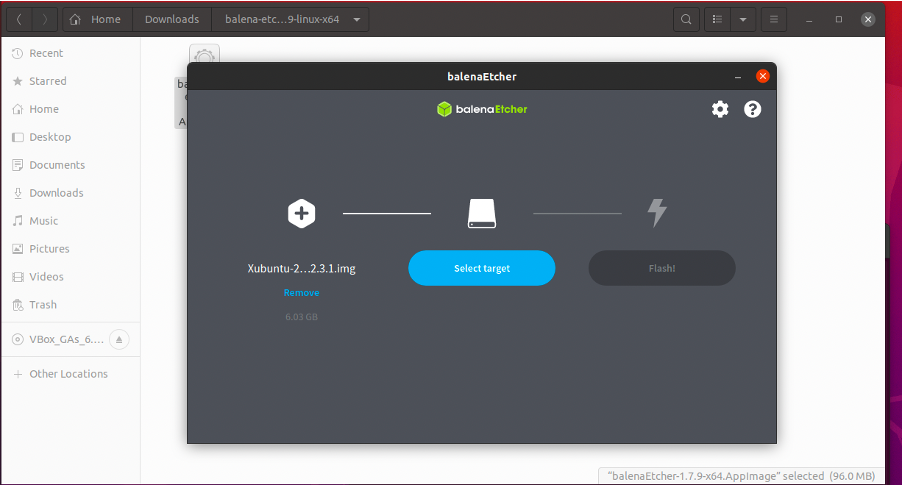 Home
Downloads
balena-etc...9-linux-x64
Recent
Starred
Home
Desktop
Documents
Downloads
Music
Pictures
Videos
Trash
VBox_GAs_6....
Other Locations
ba
A
balenaEtcher
balenaEtcher
Xubuntu-2...2.3.1.img
Remove
6.03 GB
Select target
Flash!
"balenaEtcher-1.7.9-x64.AppImage" selected (96.0 MB)